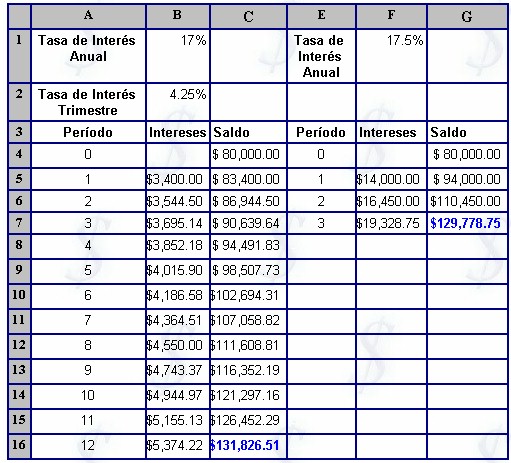 A B C E F G
1 Tasa de Interés Anual 17% Tasa de Interés Anual 17.5%
2 Tasa de Interés Trimestre 4.25%
3 Período Intereses Saldo Período Intereses Saldo
4 0 $ 80,000.00 0 $ 80,000.00
5 1 $3,400.00 $ 83,400.00 1 $14,000.00 $ 94,000.00
6 2 $3,544.50 $ 86,944.50 2 $16,450.00 $110,450.00
7 3 $3,695.14 $ 90,639.64 3 $19,328.75 $129,778.75
8 4 $3,852.18 $ 94,491.83
9 5 $4,015.90 $ 98,507.73
10 6 $4,186.58 $102,694.31
11 7 $4,364.51 $107,058.82
12 8 $4,550.00 $111,608.81
13 9 $4,743.37 $116,352.19
14 10 $4,944.97 $121,297.16
15 11 $5,155.13 $126,452.29
16 12 $5,374.22 $131,826.51